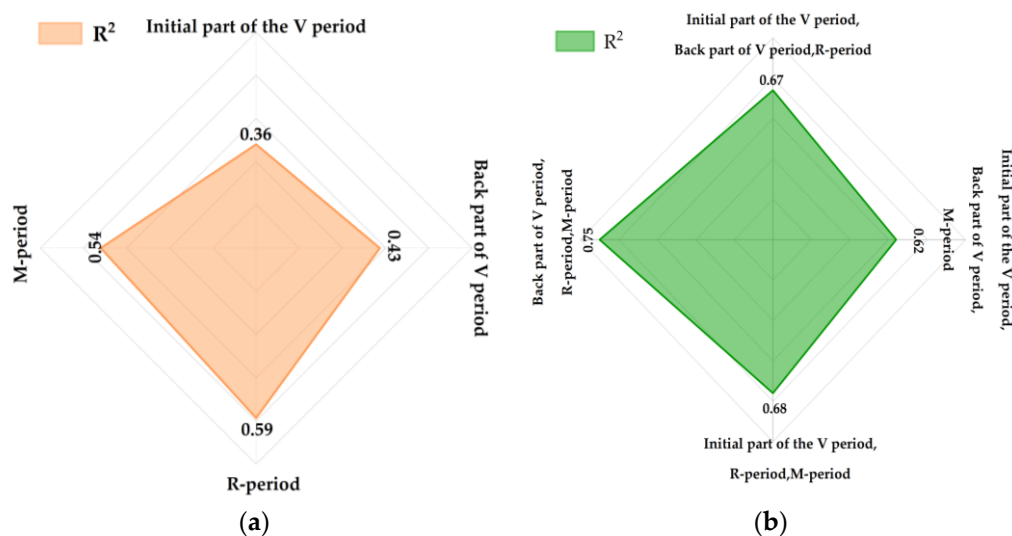 R²
Initial part of the V period
0.36
Back part of V period
0.43
M-period
0.54
0.59
R-period
(a)
R²
Initial part of the V period,
Back part of V period,R-period
0.67
Initial part of the V period,
Back part of V period,
M-period
0.62
Back part of V period,
R-period,M-period
0.75
0.68
Initial part of the V period,
R-period,M-period
(b)